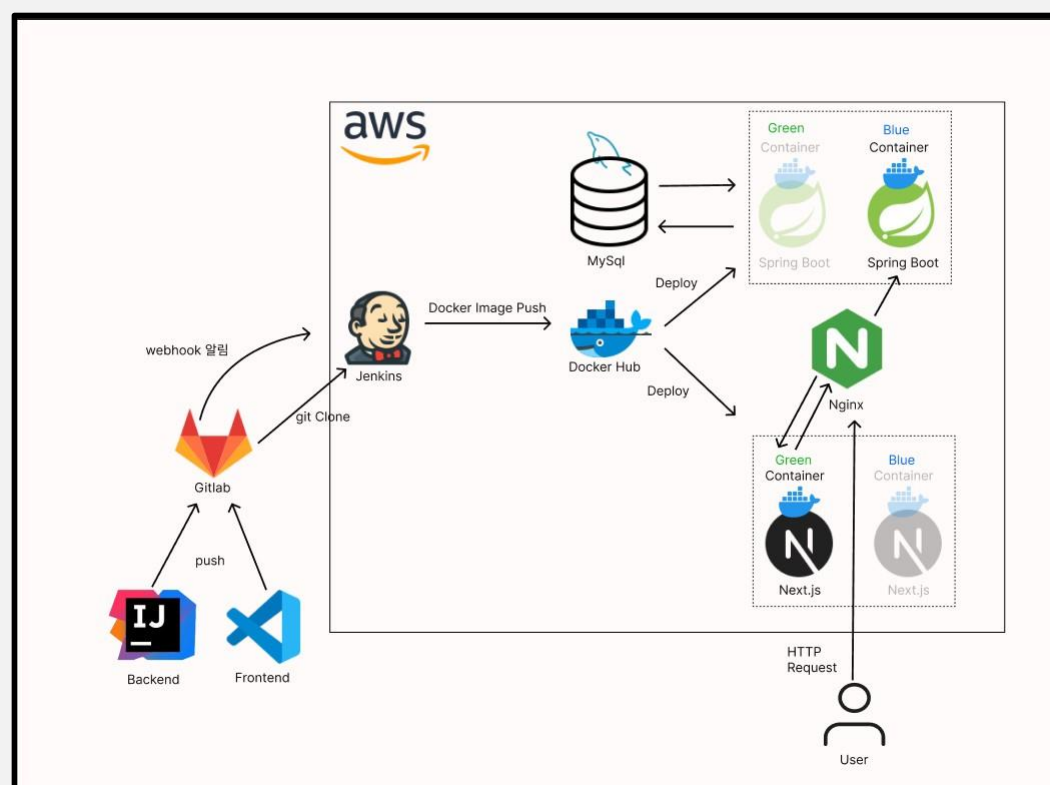 aws
Green
Container
Spring Boot
Blue
Container
Spring Boot
MySql
Deploy
Docker Image Push
Docker Hub
Deploy
webhook 알림
Jenkins
git Clone
Gitlab
push
IJ
Backend
Frontend
N
Nginx
Green
Container
N
Next.js
Blue
Container
N
Next.js
HTTP
Request
User